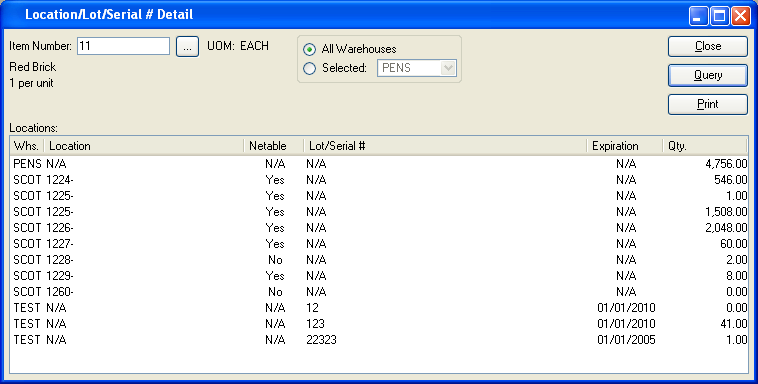 Location/Lot/Serial # Detail
Item Number: 11 ... UOM: EACH
Red Brick
1 per unit
All Warehouses
Selected: PENS
Close
Query
Print
Locations:
Whs. Location Netable Lot/Serial # Expiration Qty.
PENS N/A N/A N/A N/A 4,756.00
SCOT 1224- Yes N/A N/A 546.00
SCOT 1225- Yes N/A N/A 1.00
SCOT 1225- Yes N/A N/A 1,508.00
SCOT 1226- Yes N/A N/A 2,048.00
SCOT 1227- Yes N/A N/A 60.00
SCOT 1228- No N/A N/A 2.00
SCOT 1229- Yes N/A N/A 8.00
SCOT 1260- No N/A N/A 0.00
TEST N/A N/A 12 01/01/2010 0.00
TEST N/A N/A 123 01/01/2010 41.00
TEST N/A N/A 22323 01/01/2005 1.00